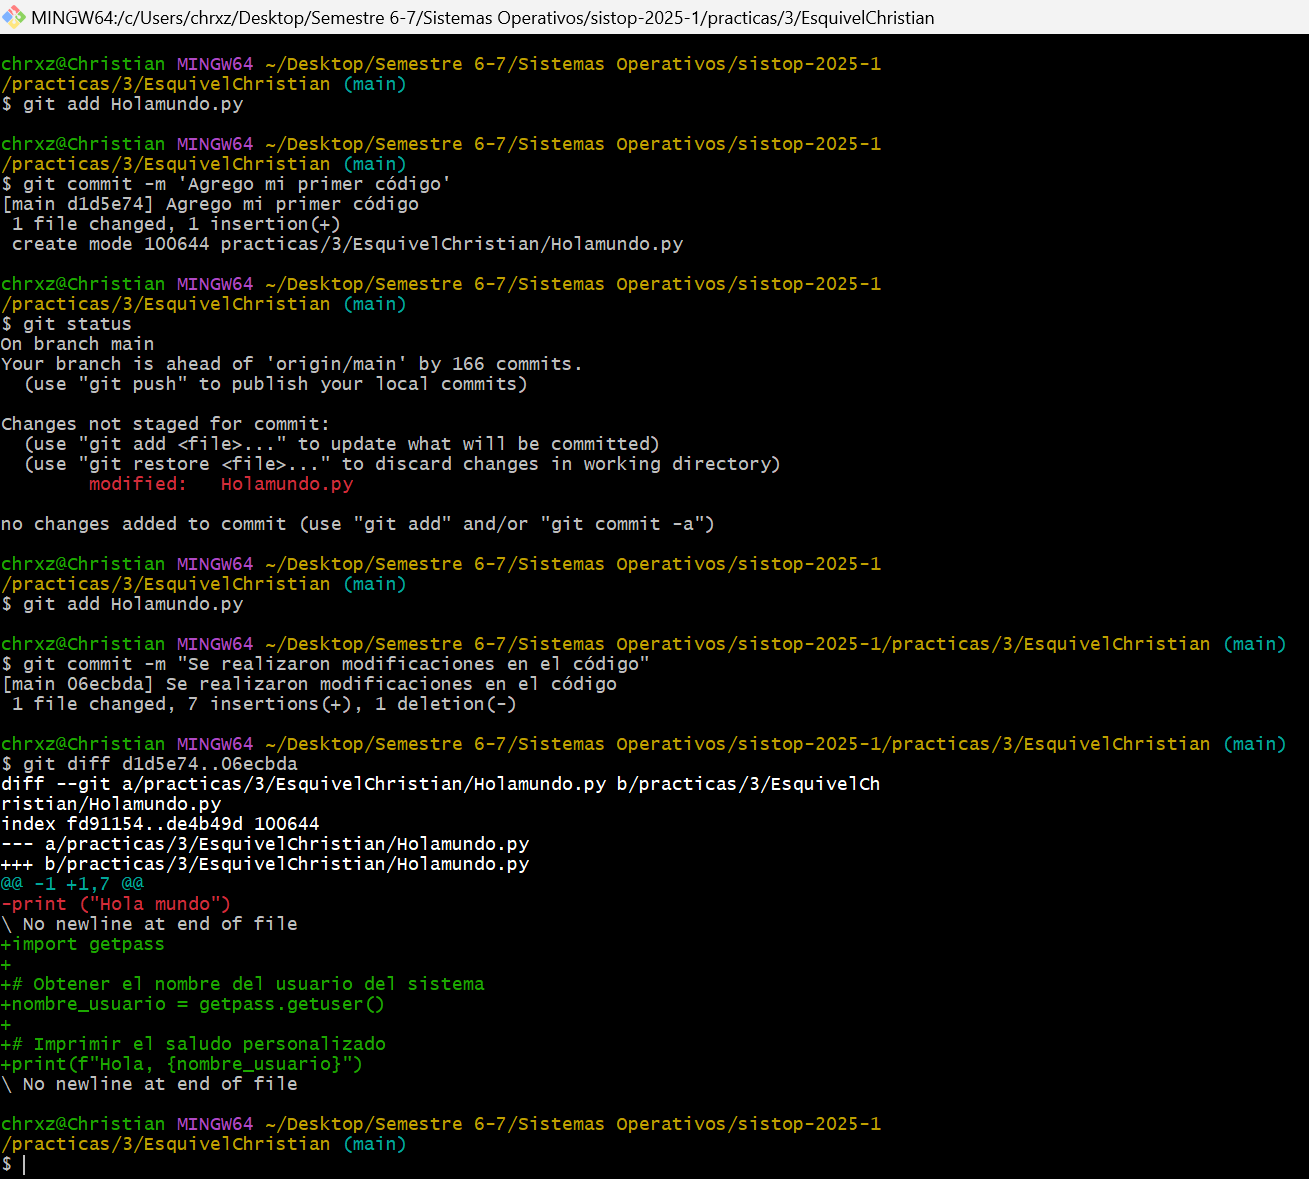 MINGW64:/c/Users/chrxz/Desktop/Semestre 6-7/Sistemas Operativos/sistop-2025-1/practicas/3/EsquivelChristian
chrxz@Christian MINGW64 ~/Desktop/Semestre 6-7/Sistemas Operativos/sistop-2025-1
/practicas/3/EsquivelChristian (main)
$ git add Holamundo.py
chrxz@Christian MINGW64 ~/Desktop/Semestre 6-7/Sistemas Operativos/sistop-2025-1
/practicas/3/EsquivelChristian (main)
$ git commit -m 'Agrego mi primer código'
[main d1d5e74] Agrego mi primer código
 1 file changed, 1 insertion(+)
 create mode 100644 practicas/3/EsquivelChristian/Holamundo.py
chrxz@Christian MINGW64 ~/Desktop/Semestre 6-7/Sistemas Operativos/sistop-2025-1
/practicas/3/EsquivelChristian (main)
$ git status
On branch main
Your branch is ahead of 'origin/main' by 166 commits.
  (use "git push" to publish your local commits)
Changes not staged for commit:
  (use "git add <file>..." to update what will be committed)
  (use "git restore <file>..." to discard changes in working directory)
        modified:   Holamundo.py
no changes added to commit (use "git add" and/or "git commit -a")
chrxz@Christian MINGW64 ~/Desktop/Semestre 6-7/Sistemas Operativos/sistop-2025-1
/practicas/3/EsquivelChristian (main)
$ git add Holamundo.py
chrxz@Christian MINGW64 ~/Desktop/Semestre 6-7/Sistemas Operativos/sistop-2025-1/practicas/3/EsquivelChristian (main)
$ git commit -m "Se realizaron modificaciones en el código"
[main 06ecbda] Se realizaron modificaciones en el código
 1 file changed, 7 insertions(+), 1 deletion(-)
chrxz@Christian MINGW64 ~/Desktop/Semestre 6-7/Sistemas Operativos/sistop-2025-1/practicas/3/EsquivelChristian (main)
$ git diff d1d5e74..06ecbda
diff --git a/practicas/3/EsquivelChristian/Holamundo.py b/practicas/3/EsquivelCh
ristian/Holamundo.py
index fd91154..de4b49d 100644
--- a/practicas/3/EsquivelChristian/Holamundo.py
+++ b/practicas/3/EsquivelChristian/Holamundo.py
@@ -1 +1,7 @@
-print ("Hola mundo")
\ No newline at end of file
+import getpass
+
+# Obtener el nombre del usuario del sistema
+nombre_usuario = getpass.getuser()
+
+# Imprimir el saludo personalizado
+print(f"Hola, {nombre_usuario}")
\ No newline at end of file
chrxz@Christian MINGW64 ~/Desktop/Semestre 6-7/Sistemas Operativos/sistop-2025-1
/practicas/3/EsquivelChristian (main)
$